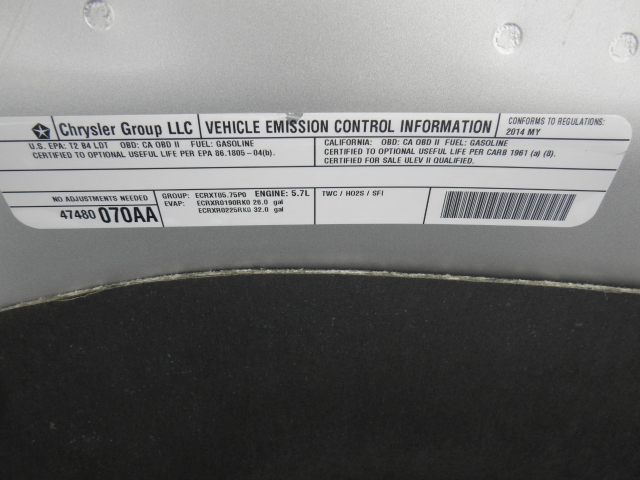 Chrysler Group LLC
VEHICLE EMISSION CONTROL INFORMATION
CONFORMS TO REGULATIONS:
2014 MY
U.S. EPA: T2 B4 LDT OBD: CA OBD II FUEL: GASOLINE
CERTIFIED TO OPTIONAL USEFUL LIFE PER EPA 86.1805-04(b).
CALIFORNIA: OBD: CA OBD II FUEL: GASOLINE
CERTIFIED TO OPTIONAL USEFUL LIFE PER CARB 1961 (a) (8).
CERTIFIED FOR SALE ULEV II QUALIFIED.
NO ADJUSTMENTS NEEDED
47480 070AA
GROUP: ECRXT05.75P0 ENGINE: 5.7L
EVAP: ECRXR0190RK0 26.0 gal
ECRXR0225RK0 32.0 gal
TWC / HO2S / SFI